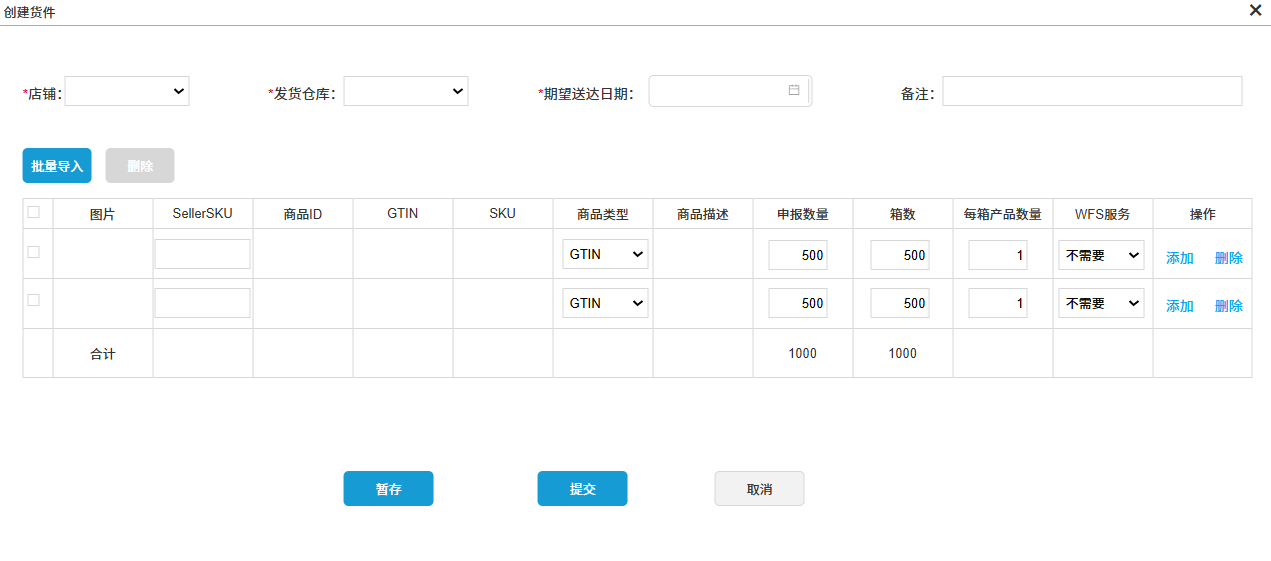 创建货件
*店铺： *发货仓库： *期望送达日期： 备注：
批量导入 删除
图片 SellerSKU 商品ID GTIN SKU 商品类型 商品描述 申报数量 箱数 每箱产品数量 WFS服务 操作
GTIN 500 500 1 不需要 添加 删除
GTIN 500 500 1 不需要 添加 删除
合计 1000 1000
暂存 提交 取消